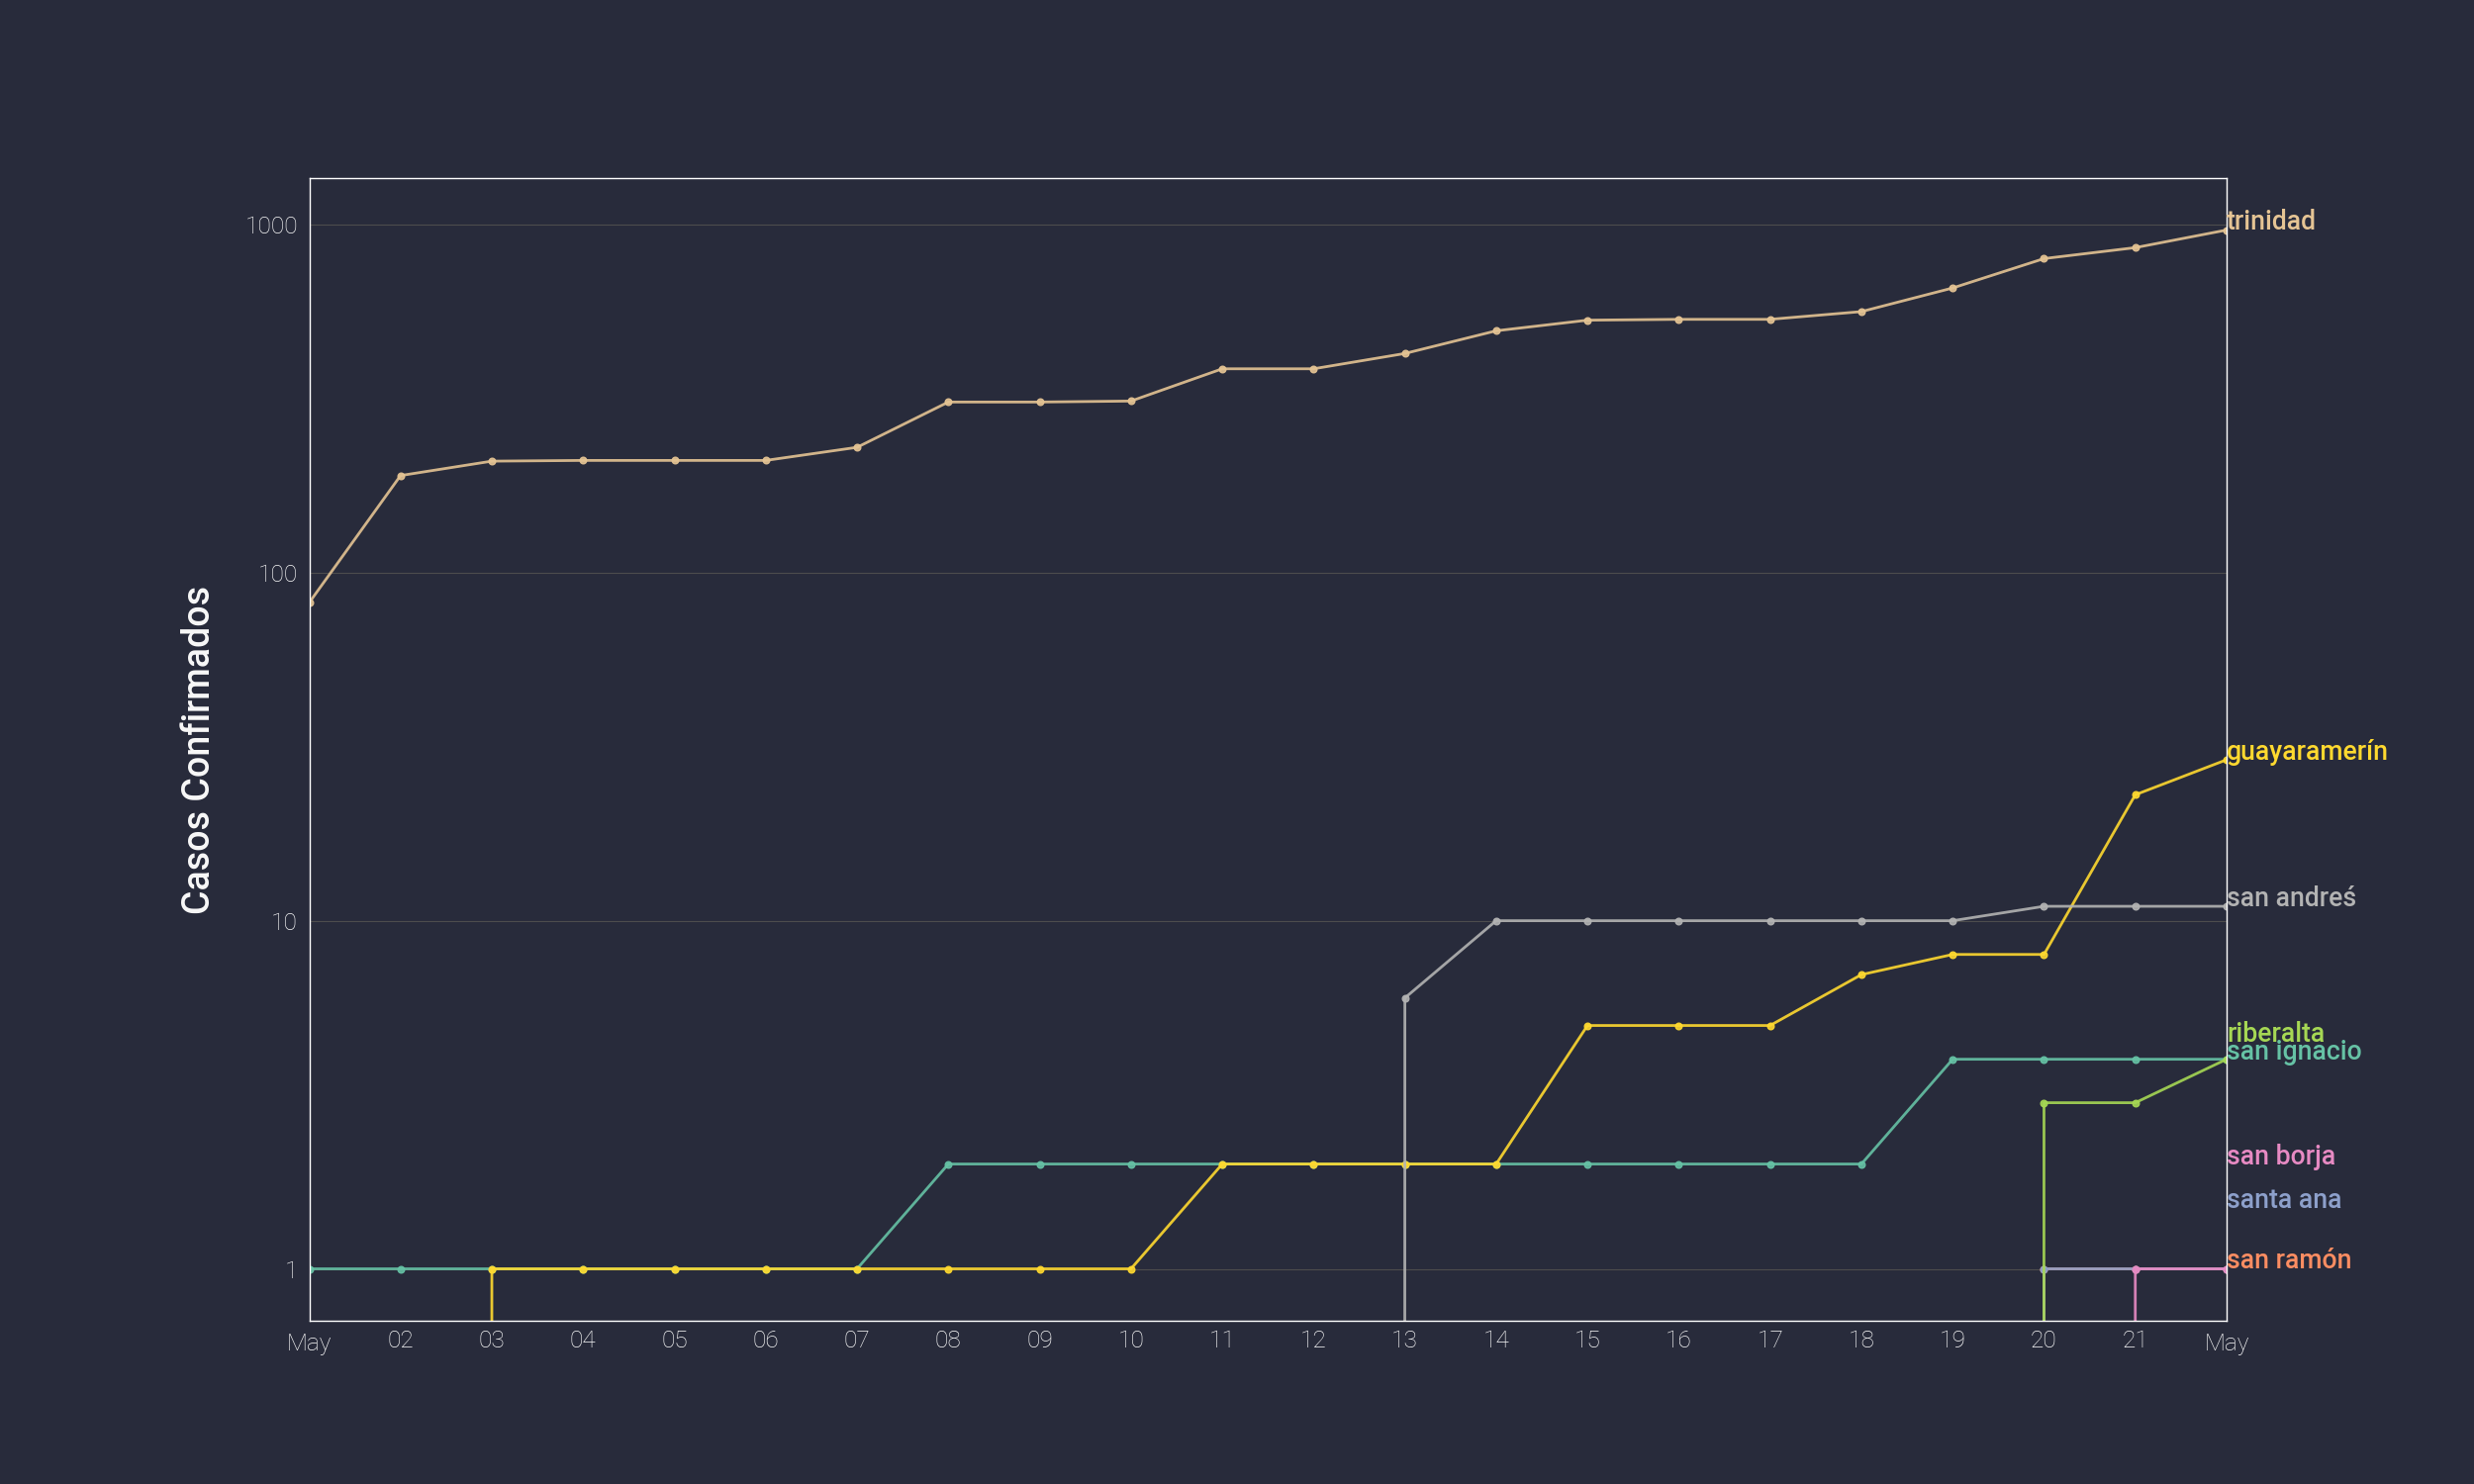 1000
100
10
1
Casos Confirmados
trinidad
guayaramerín
san andreś
riberalta
san ignacio
san borja
santa ana
san ramón
May 02 03 04 05 06 07 08 09 10 11 12 13 14 15 16 17 18 19 20 21 May